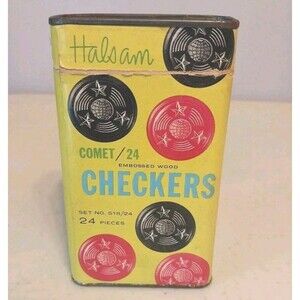 Halsam
COMET/24
EMBOSSED WOOD
CHECKERS
SET NO. 515/24
24 PIECES